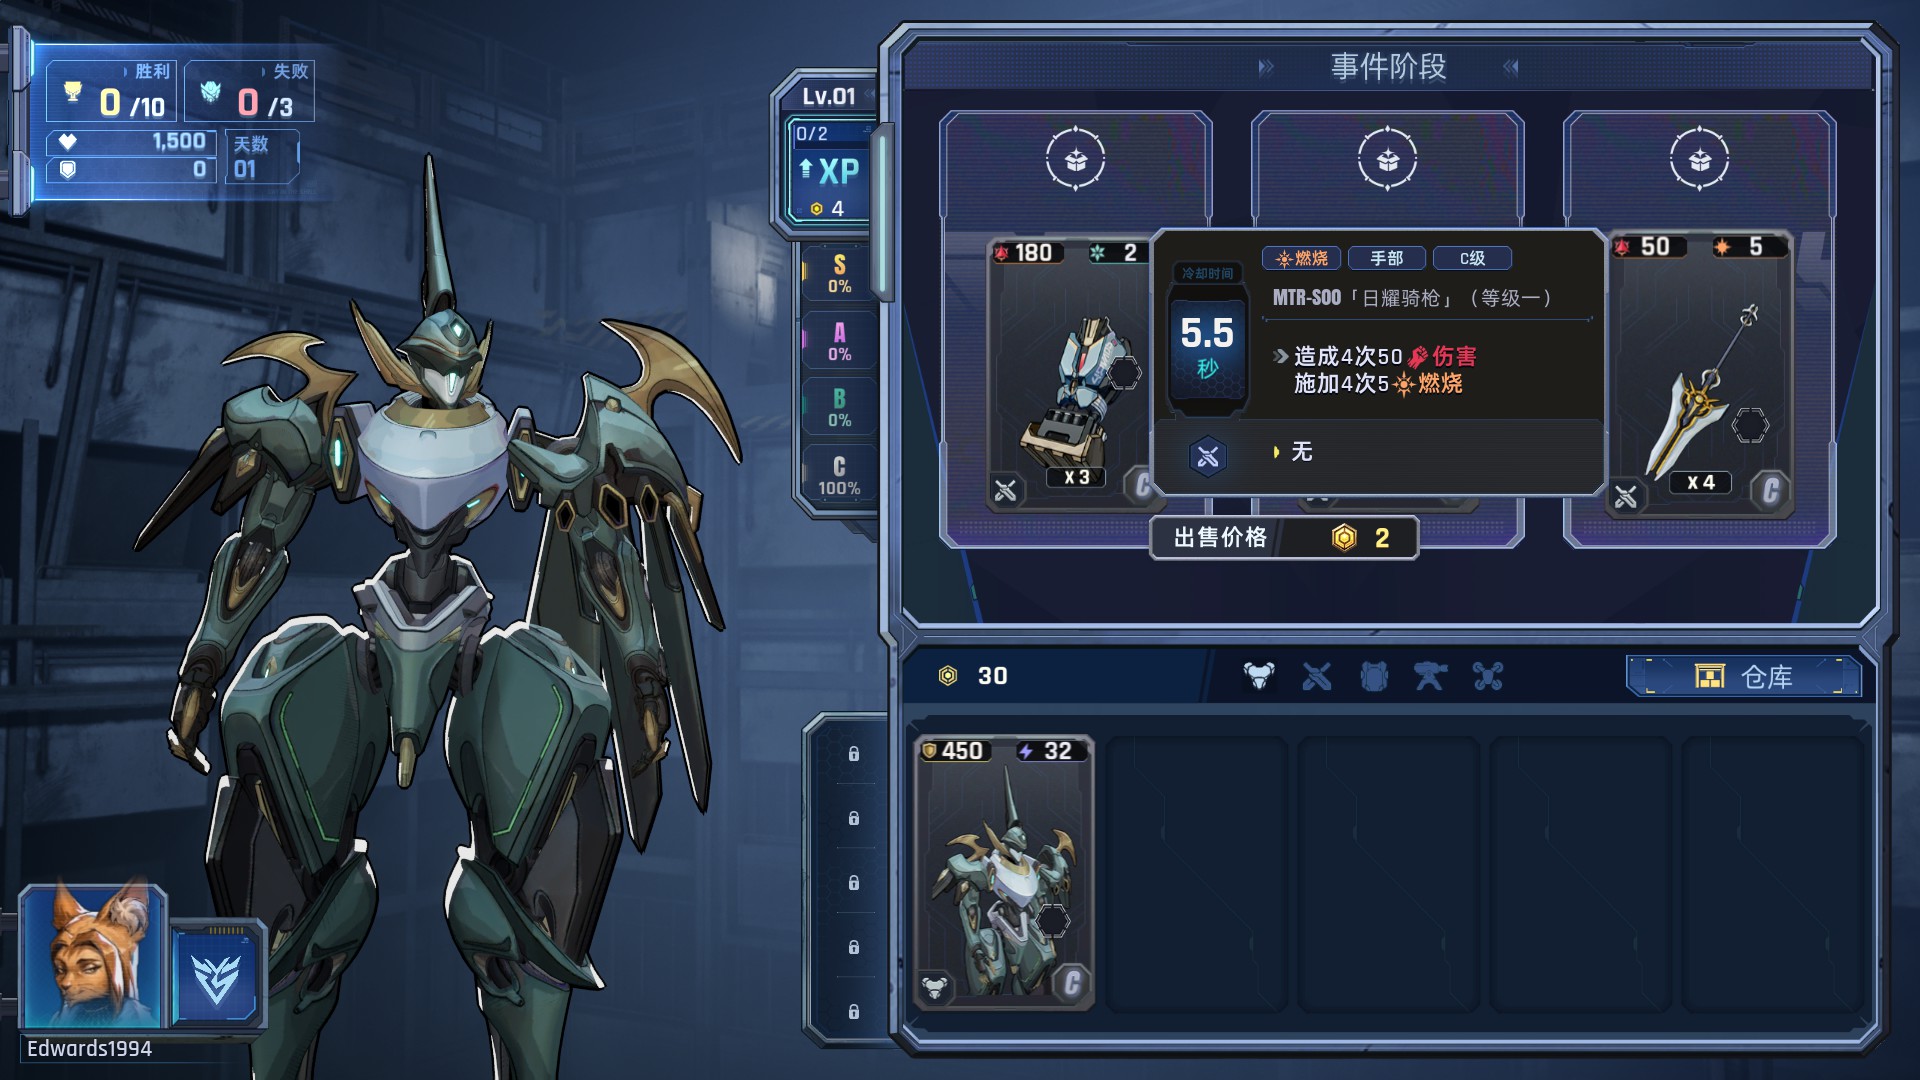 胜利
0 /10
失败
0 /3
1,500
0
天数
01
Lv.01
0/2
XP
4
S
0%
A
0%
B
0%
C
100%
事件阶段
180
2
x 3
C
冷却时间
5.5
秒
燃烧
手部
C级
MTR-S00「日耀骑枪」（等级一）
造成4次50伤害
施加4次5燃烧
无
出售价格
2
50
5
x 4
C
30
仓库
450
32
C
Edwards1994